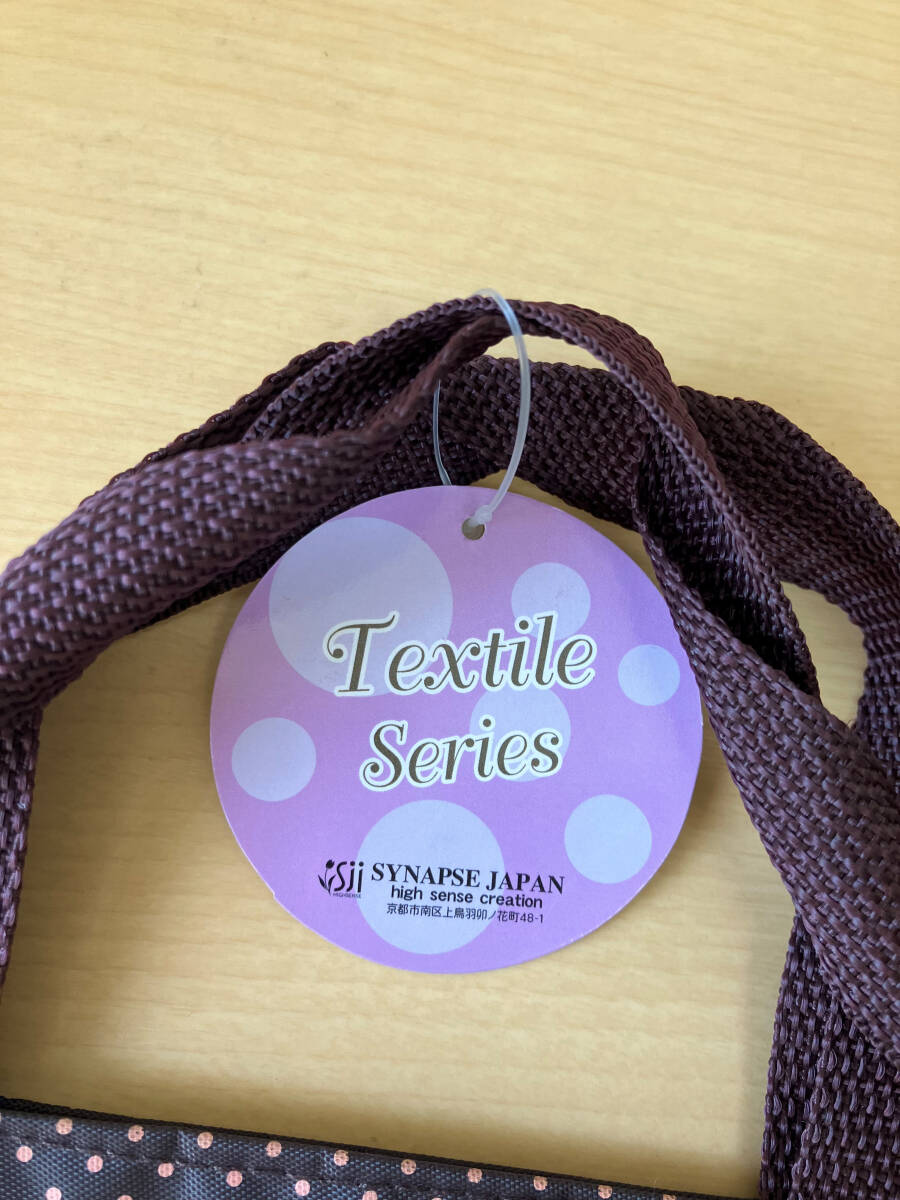 Textile
Series
Sji
HIGHSENSE
SYNAPSE JAPAN
high sense creation
京都市南区上鳥羽卯ノ花町48-1